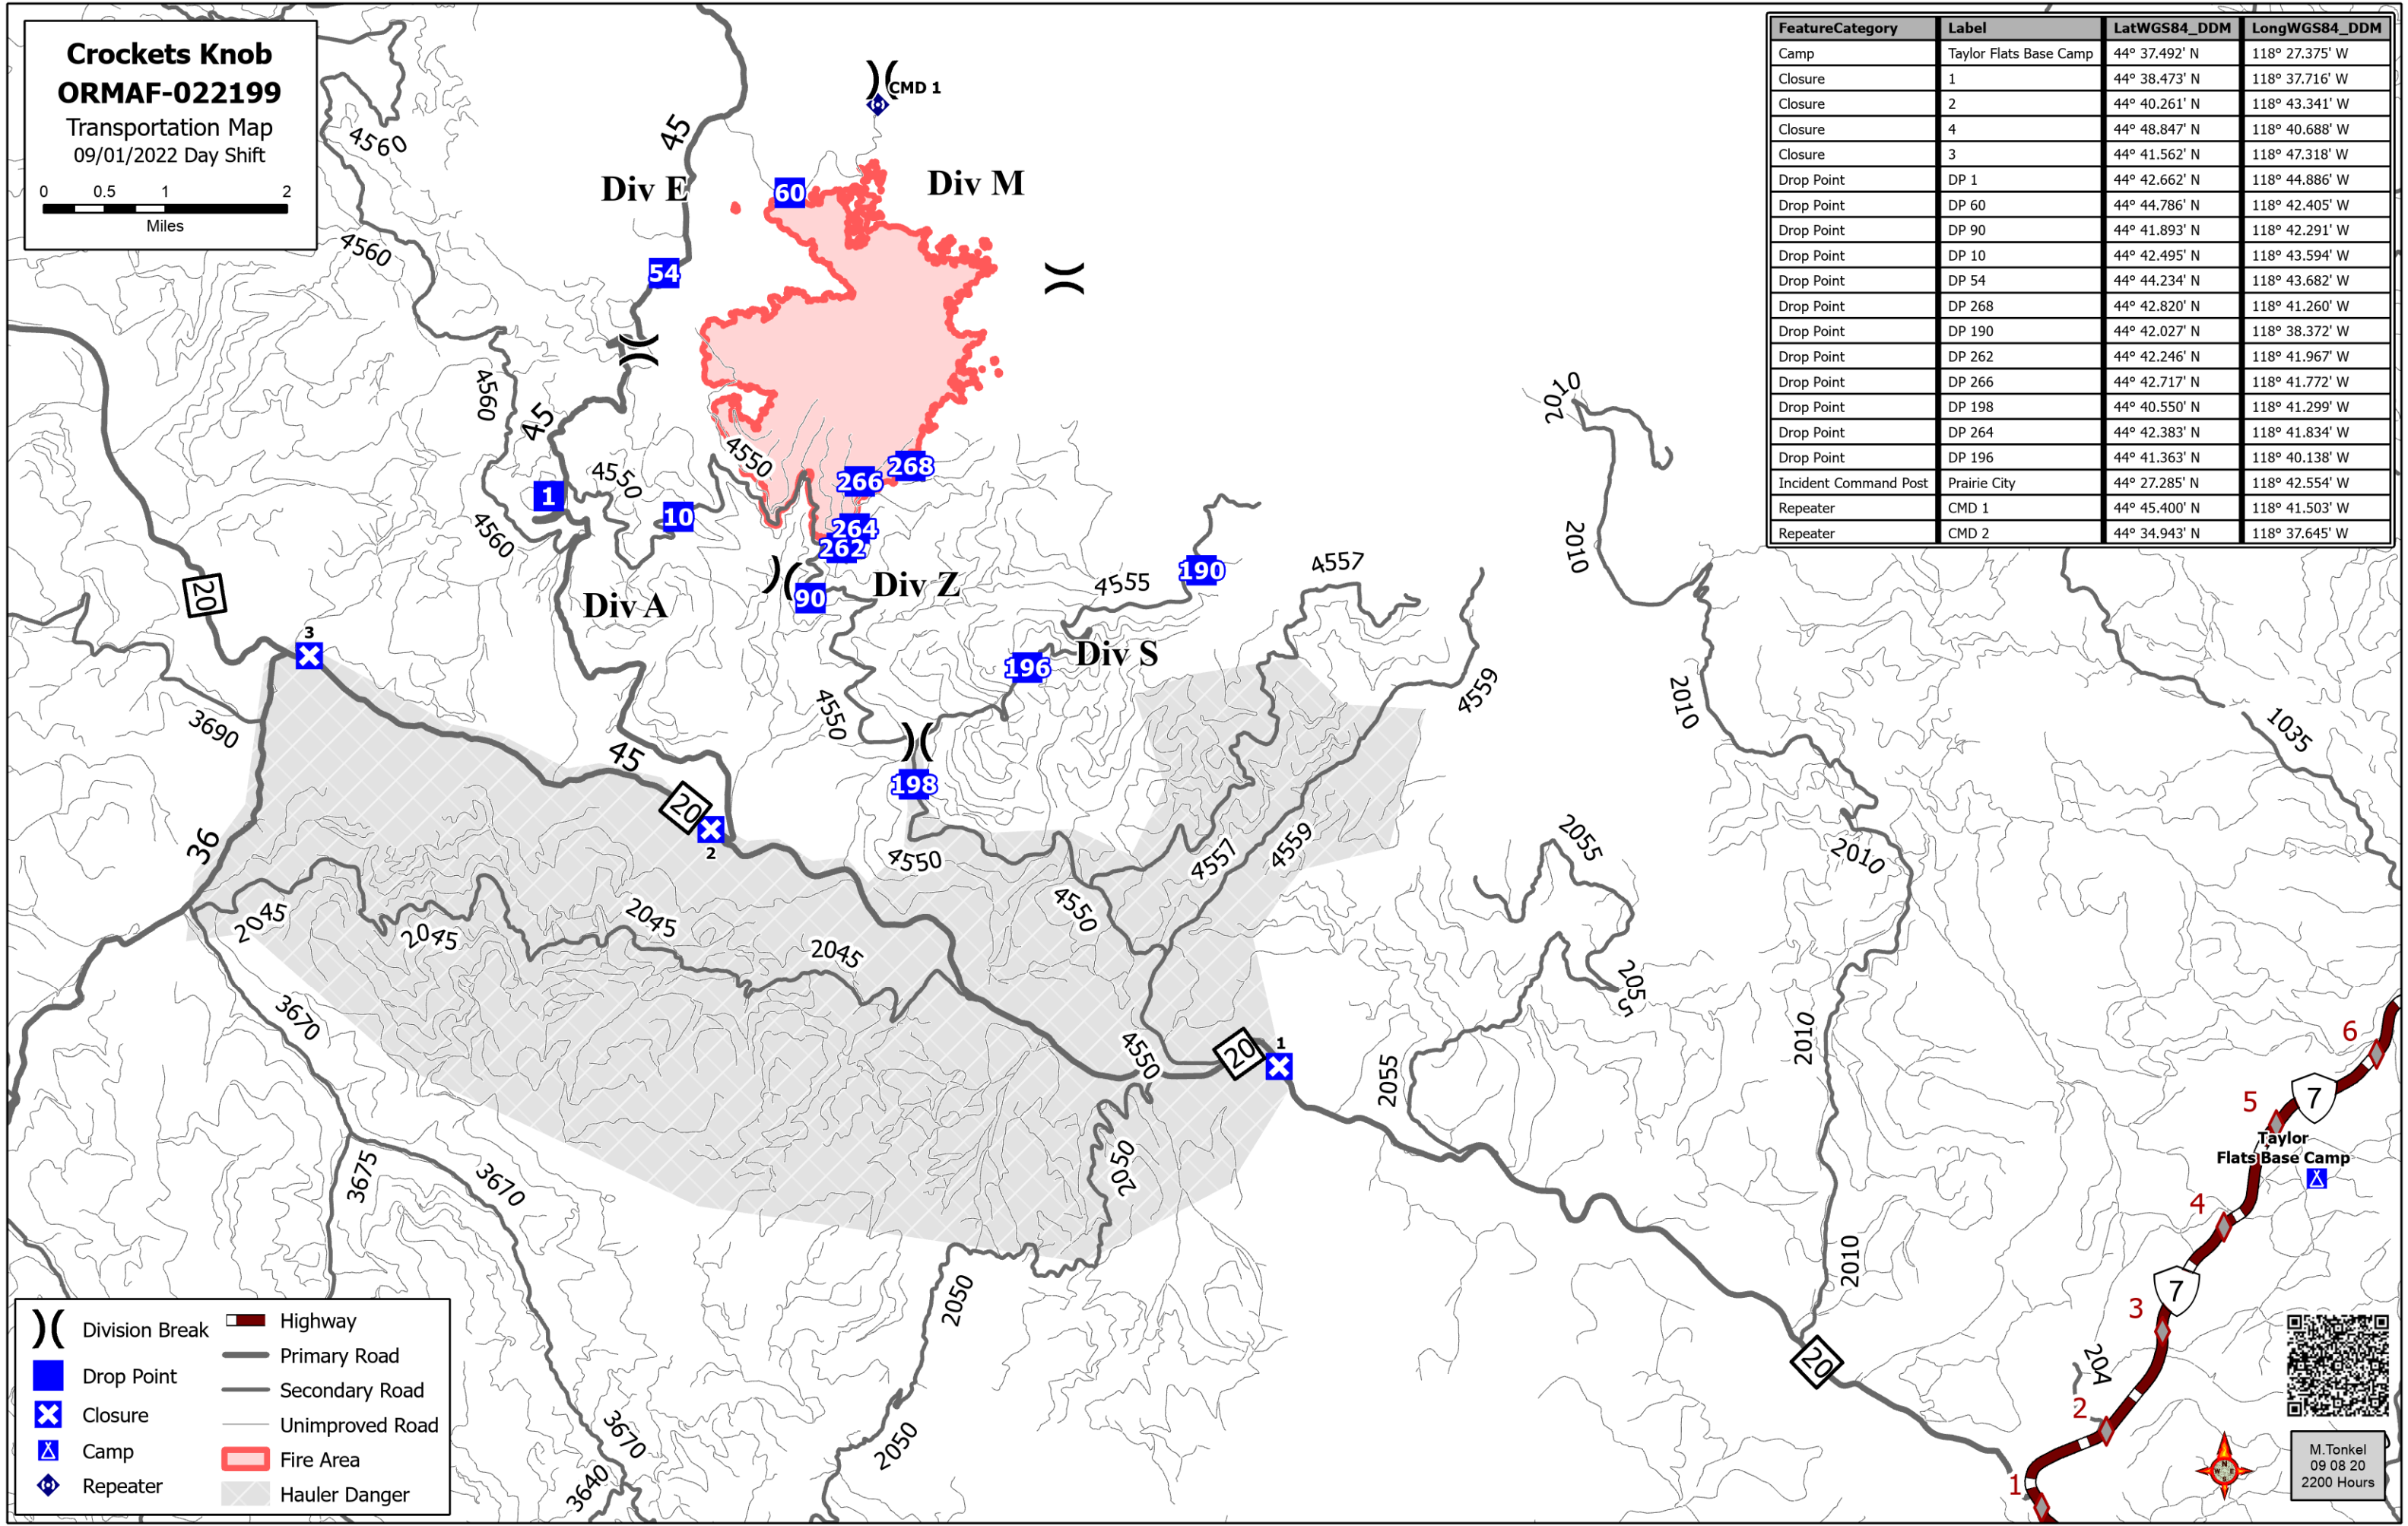 Crockets Knob
ORMAF-022199
Transportation Map
09/01/2022 Day Shift
0 0.5 1 2
Miles
FeatureCategory Label LatWGS84_DDM LongWGS84_DDM
Camp Taylor Flats Base Camp 44° 37.492' N 118° 27.375' W
Closure 1 44° 38.473' N 118° 37.716' W
Closure 2 44° 40.261' N 118° 43.341' W
Closure 4 44° 48.847' N 118° 40.688' W
Closure 3 44° 41.562' N 118° 47.318' W
Drop Point DP 1 44° 42.662' N 118° 44.886' W
Drop Point DP 60 44° 44.786' N 118° 42.405' W
Drop Point DP 90 44° 41.893' N 118° 42.291' W
Drop Point DP 10 44° 42.495' N 118° 43.594' W
Drop Point DP 54 44° 44.234' N 118° 43.682' W
Drop Point DP 268 44° 42.820' N 118° 41.260' W
Drop Point DP 190 44° 42.027' N 118° 38.372' W
Drop Point DP 262 44° 42.246' N 118° 41.967' W
Drop Point DP 266 44° 42.717' N 118° 41.772' W
Drop Point DP 198 44° 40.550' N 118° 41.299' W
Drop Point DP 264 44° 42.383' N 118° 41.834' W
Drop Point DP 196 44° 41.363' N 118° 40.138' W
Incident Command Post Prairie City 44° 27.285' N 118° 42.554' W
Repeater CMD 1 44° 45.400' N 118° 41.503' W
Repeater CMD 2 44° 34.943' N 118° 37.645' W
CMD 1
45
4560
Div E
Div M
60
4560
54
4560
45
2010
4550
4550
268
266
1
10
264
262
4560
2010
Div A
90
Div Z
4555
190
4557
20
3
Div S
196
4559
2010
3690
4550
1035
45
198
20
2
36
4550
4557
4559
2055
2010
2045
2045
2045
2045
4550
2055
3670
4550
20
1
2055
2010
6
5
7
Taylor
Flats Base Camp
3675
3670
2050
4
2010
7
3
2050
20
20A
2
3670
2050
3640
1
Division Break
Drop Point
Closure
Camp
Repeater
Highway
Primary Road
Secondary Road
Unimproved Road
Fire Area
Hauler Danger
N
W E
S
M.Tonkel
09 08 20
2200 Hours